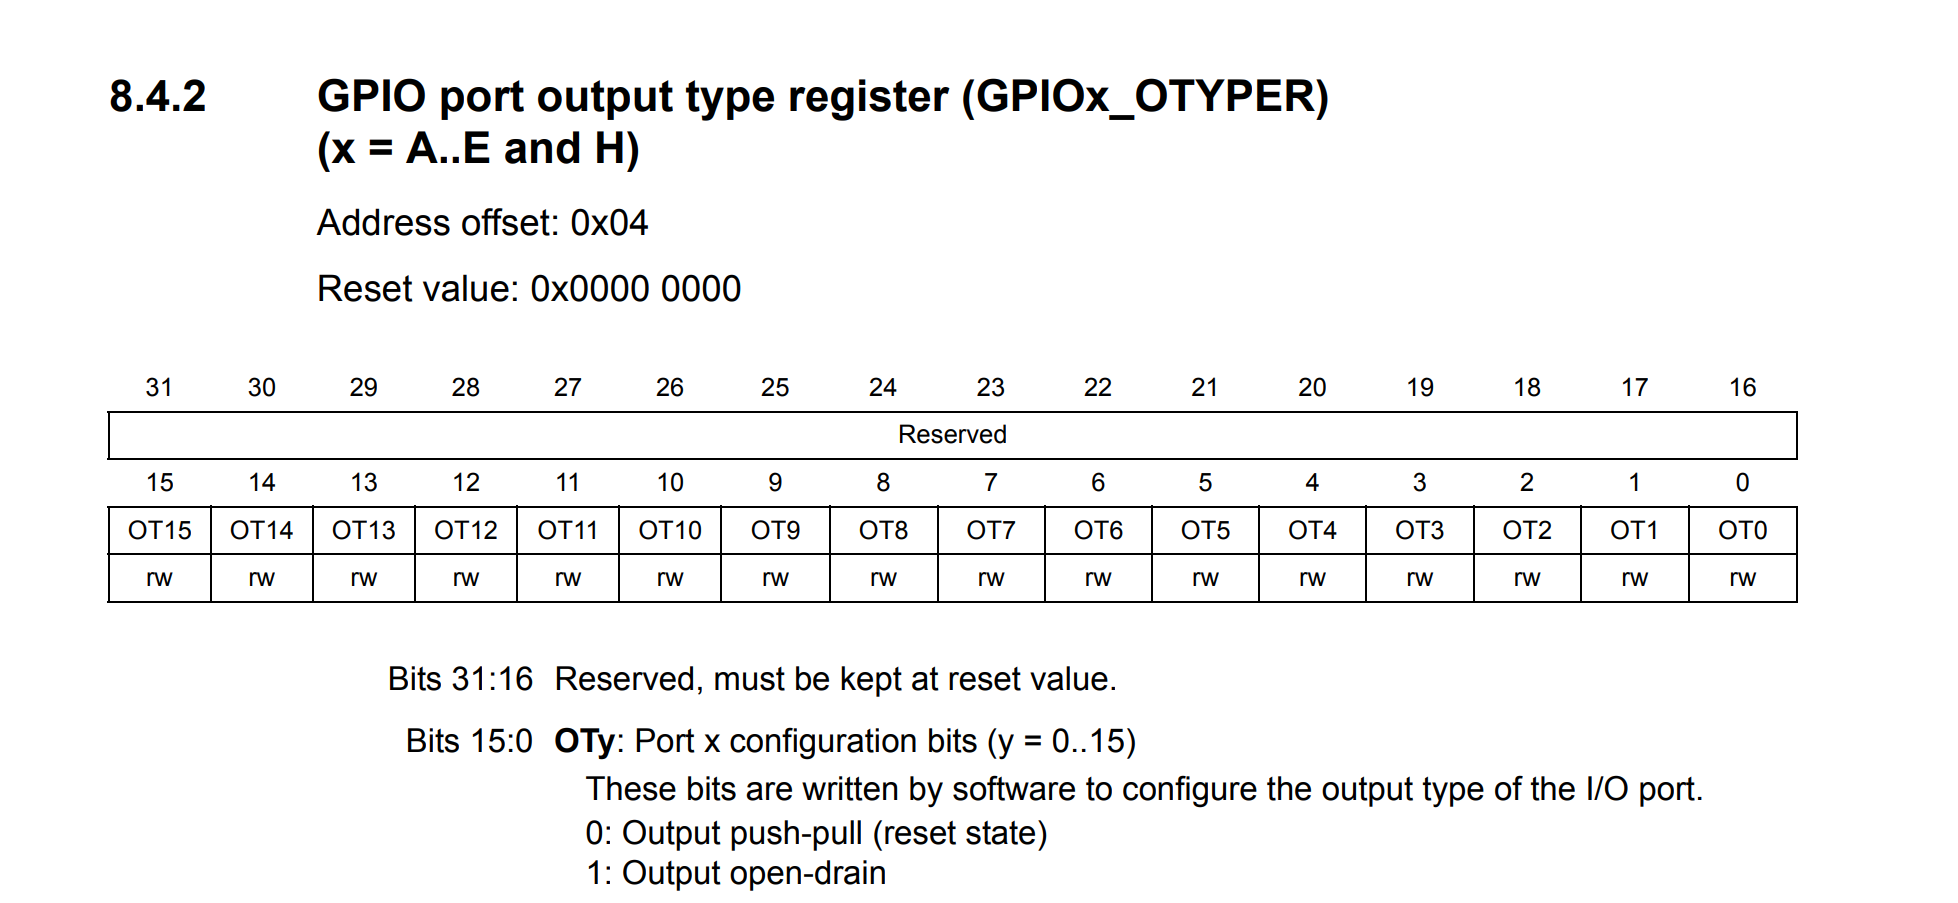 8.4.2 GPIO port output type register (GPIOx_OTYPER)
(x = A..E and H)
Address offset: 0x04
Reset value: 0x0000 0000
31 30 29 28 27 26 25 24 23 22 21 20 19 18 17 16
Reserved
15 14 13 12 11 10 9 8 7 6 5 4 3 2 1 0
OT15 OT14 OT13 OT12 OT11 OT10 OT9 OT8 OT7 OT6 OT5 OT4 OT3 OT2 OT1 OT0
rw rw rw rw rw rw rw rw rw rw rw rw rw rw rw rw
Bits 31:16 Reserved, must be kept at reset value.
Bits 15:0 OTy: Port x configuration bits (y = 0..15)
These bits are written by software to configure the output type of the I/O port.
0: Output push-pull (reset state)
1: Output open-drain